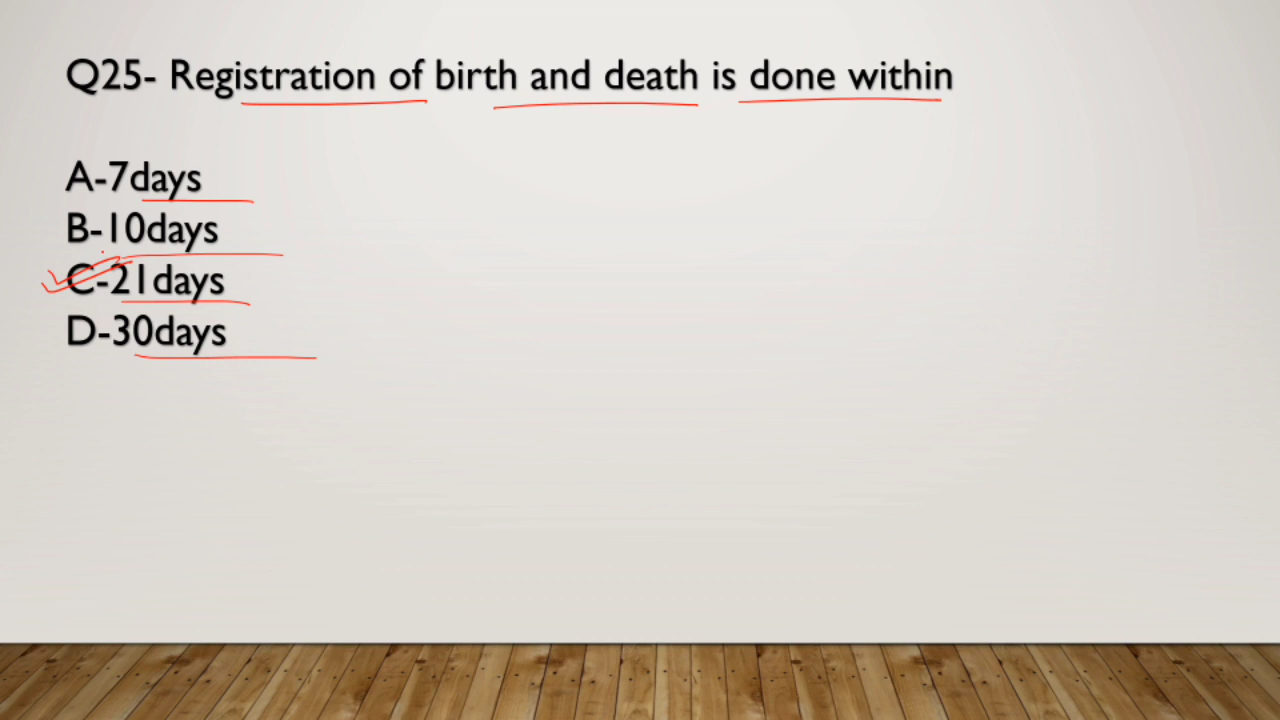 Q25- Registration of birth and death is done within
A-7days
B-10days
C-21days
D-30days